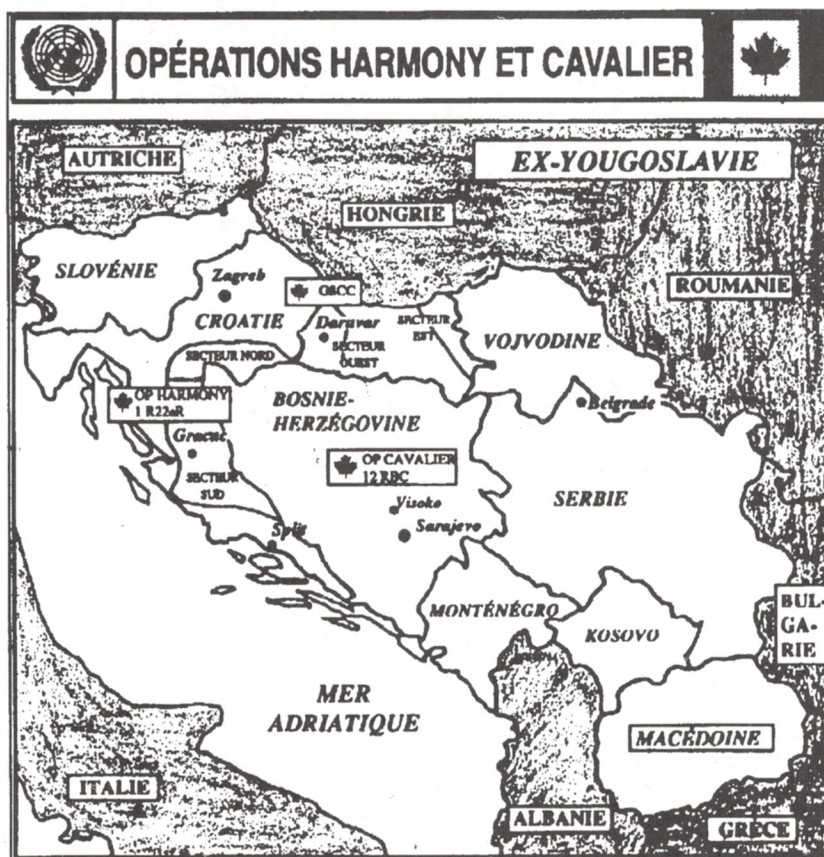 OPÉRATIONS HARMONY ET CAVALIER
AUTRICHE
EX-YOUGOSLAVIE
HONGRIE
SLOVÉNIE
ROUMANIE
Zagreb
GSCC
CROATIE
Daruvar
SECTEUR
EST
SECTEUR
OUEST
VOJVODINE
SECTEUR NORD
OP HARMONY
1 R22eR
BOSNIE-
HERZÉGOVINE
Belgrade
Gracac
OP CAVALIER
12 RBC
SECTEUR
SUD
Visoko
SERBIE
Split
Sarajevo
MONTÉNÉGRO
KOSOVO
BUL-
GA-
RIE
MER
ADRIATIQUE
MACÉDOINE
ITALIE
ALBANIE
GRÈCE